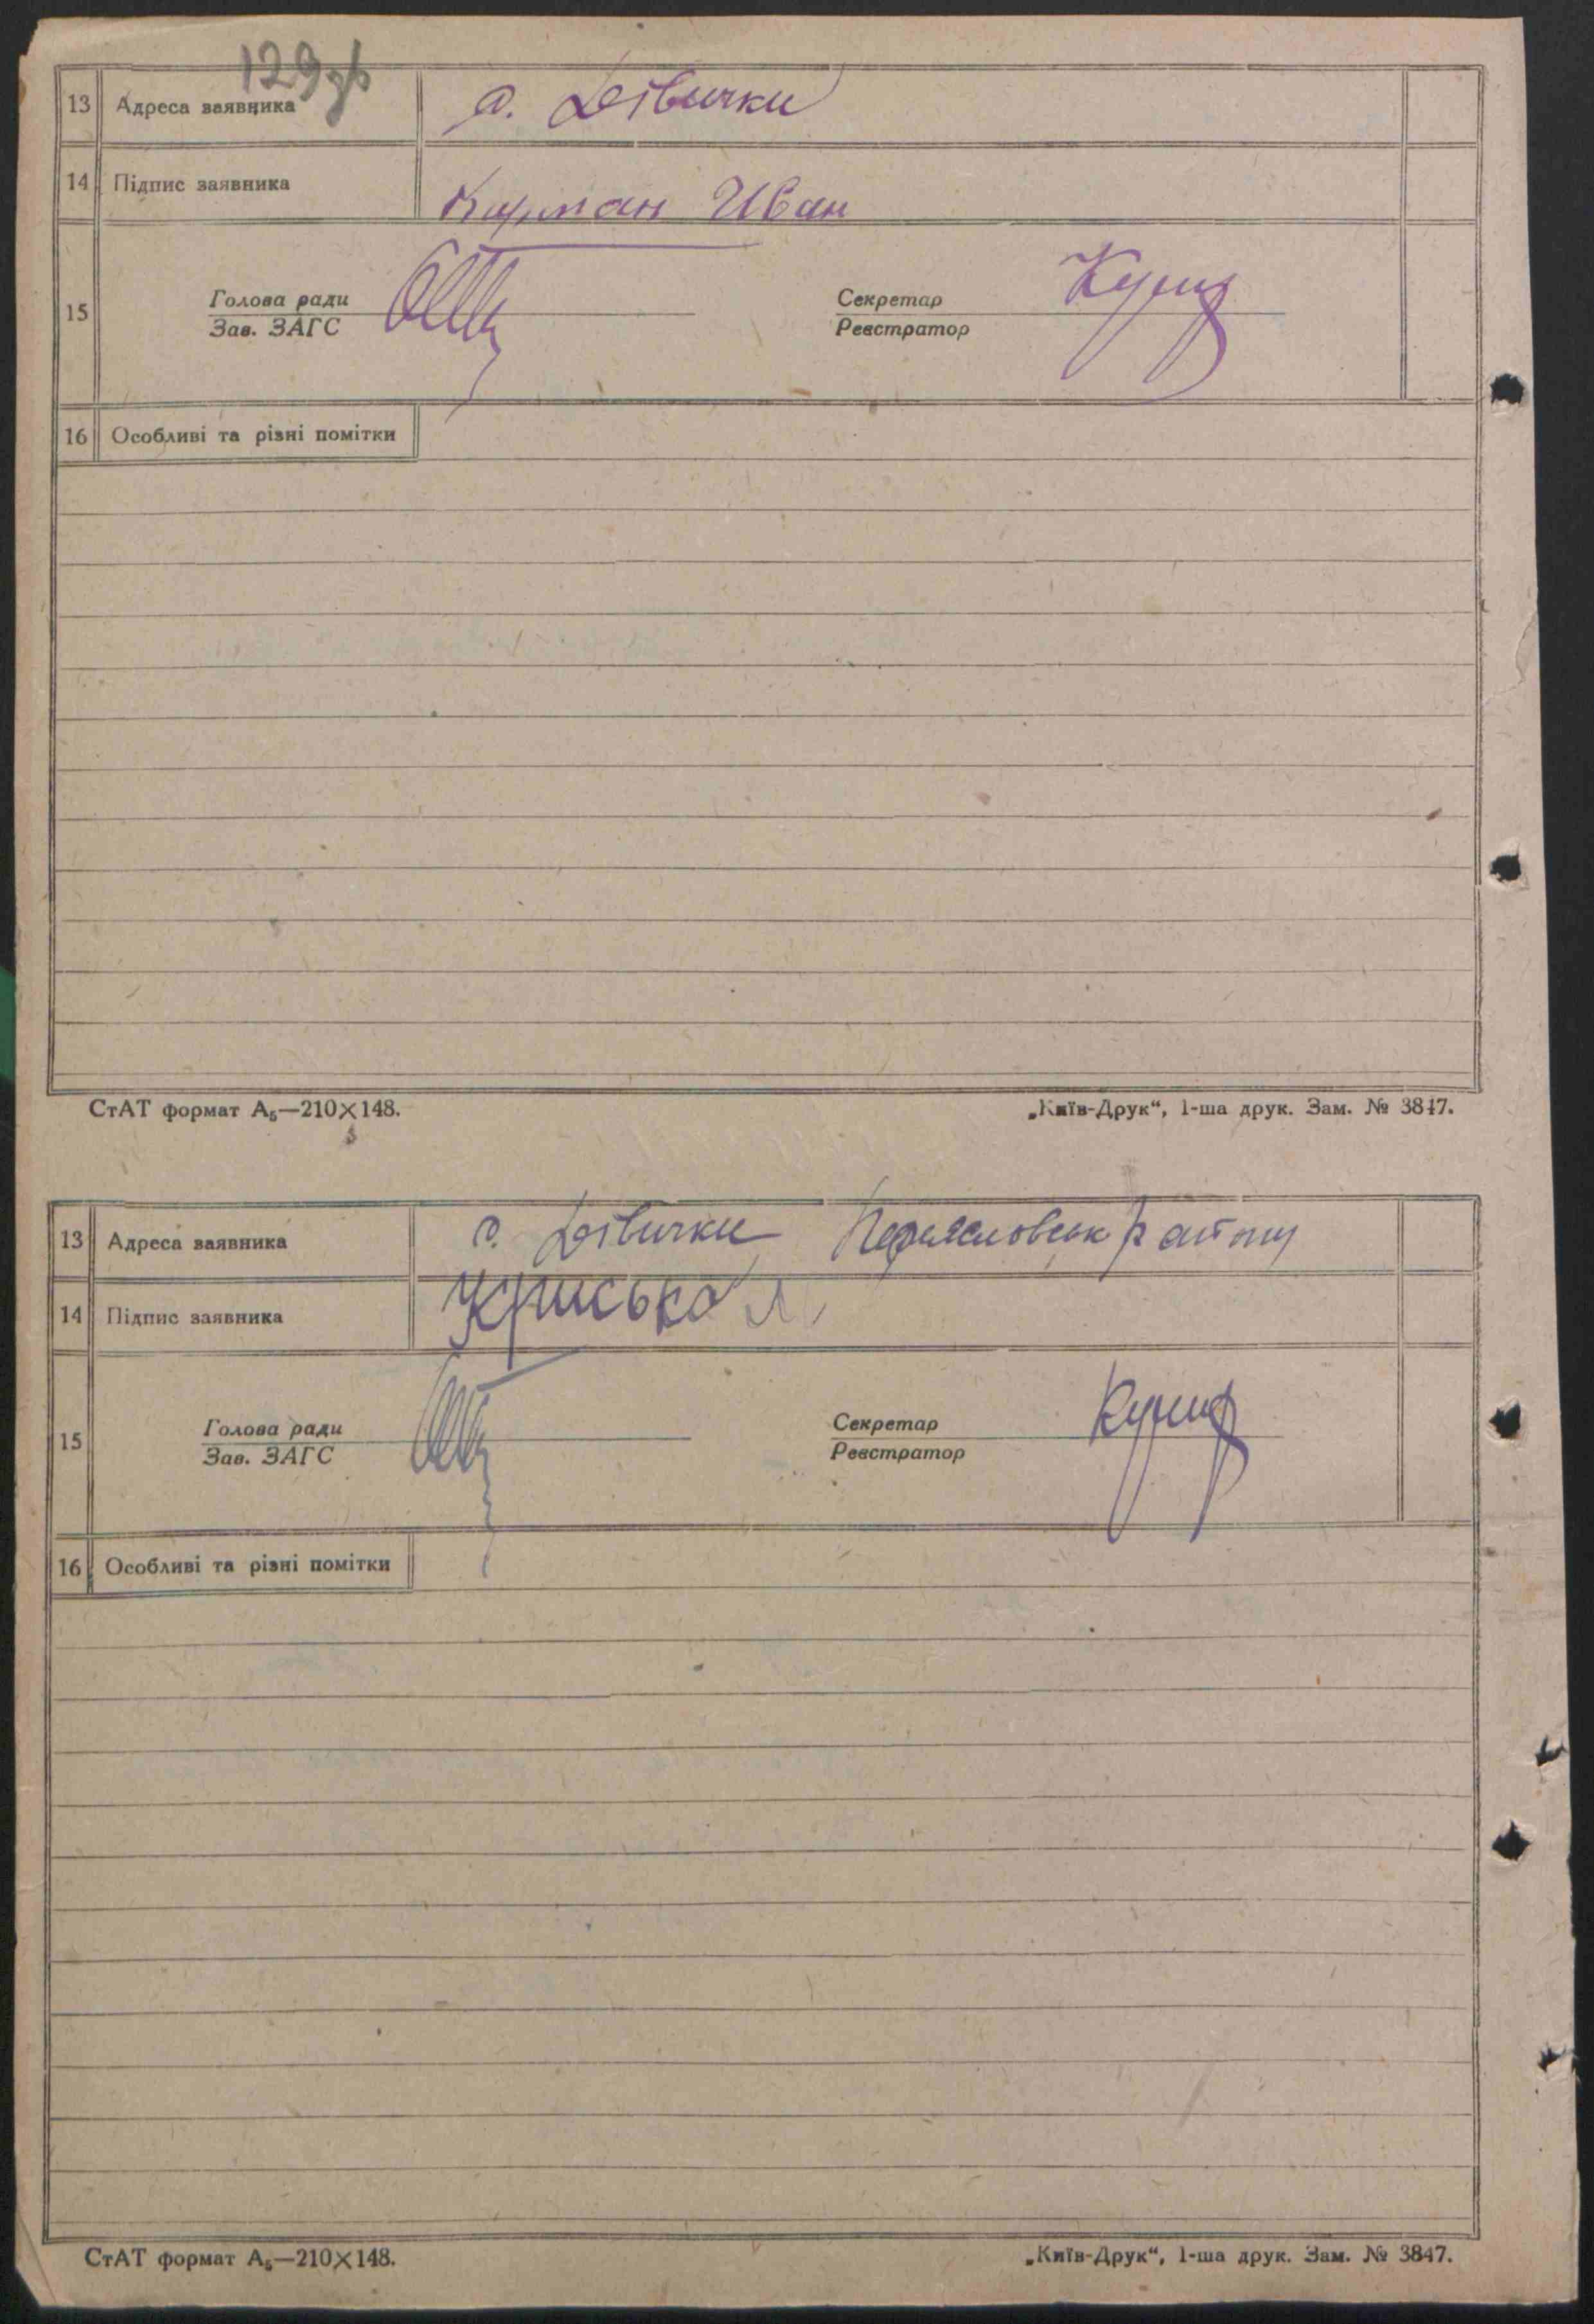 129зв
13 Адреса заявника с. Дівички
14 Підпис заявника Иван
15 Голова ради Секретар
Зав. ЗАГС Реєстратор
16 Особливі та різні помітки
СтАТ формат А₅—210×148. „Київ-Друк“, 1-ша друк. Зам. № 3847.
13 Адреса заявника с. Дівички Переяславськ району
14 Підпис заявника
15 Голова ради Секретар
Зав. ЗАГС Реєстратор
16 Особливі та різні помітки
СтАТ формат А₅—210×148. „Київ-Друк“, 1-ша друк. Зам. № 3847.